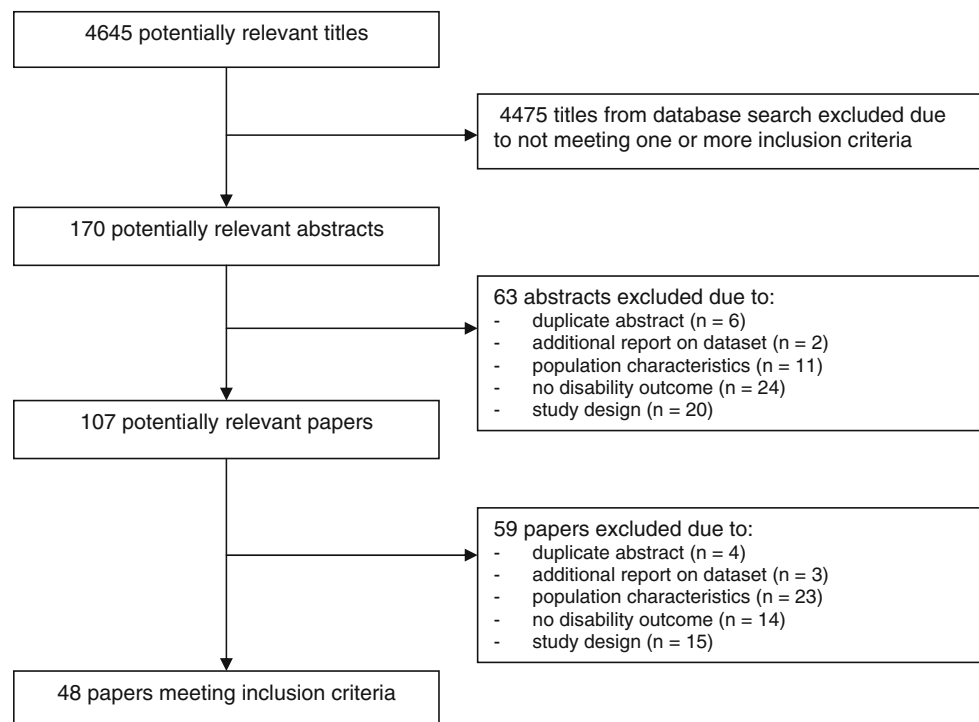 4645 potentially relevant titles
4475 titles from database search excluded due
to not meeting one or more inclusion criteria
170 potentially relevant abstracts
63 abstracts excluded due to:
- duplicate abstract (n = 6)
- additional report on dataset (n = 2)
- population characteristics (n = 11)
- no disability outcome (n = 24)
- study design (n = 20)
107 potentially relevant papers
59 papers excluded due to:
- duplicate abstract (n = 4)
- additional report on dataset (n = 3)
- population characteristics (n = 23)
- no disability outcome (n = 14)
- study design (n = 15)
48 papers meeting inclusion criteria